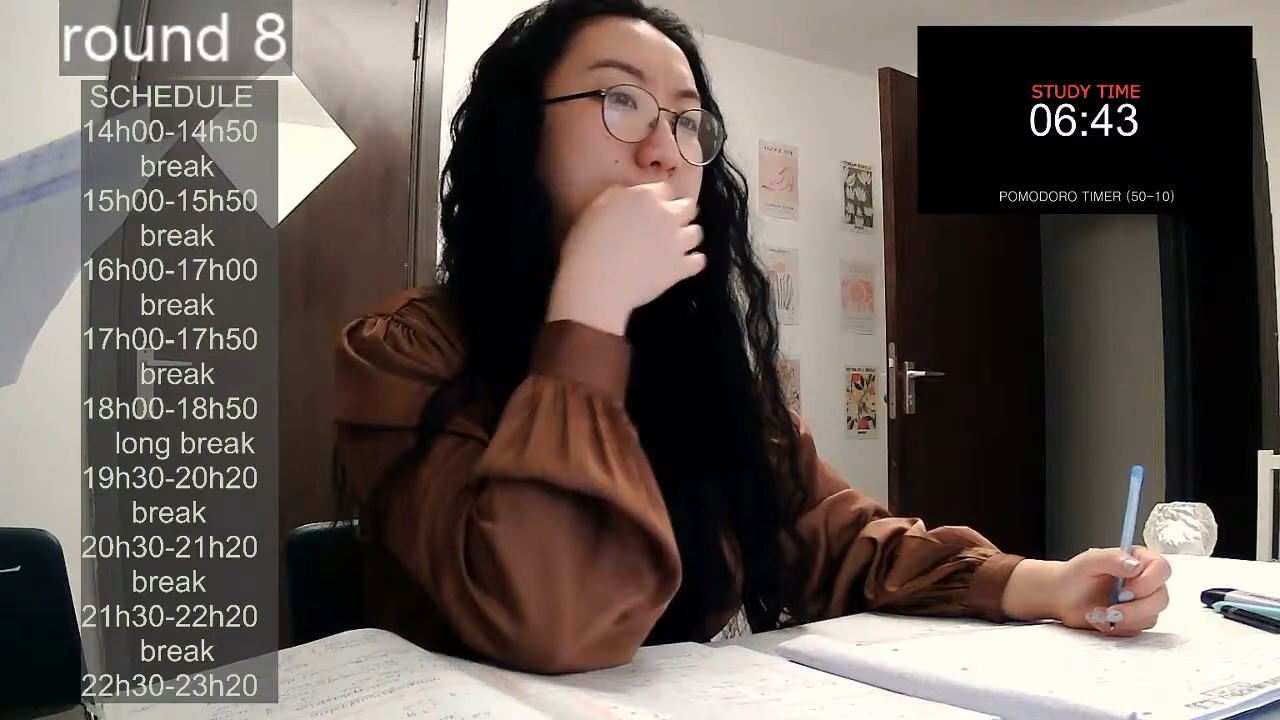 round 8
SCHEDULE
14h00-14h50
break
15h00-15h50
break
16h00-17h00
break
17h00-17h50
break
18h00-18h50
long break
19h30-20h20
break
20h30-21h20
break
21h30-22h20
break
22h30-23h20
STUDY TIME
06:43
POMODORO TIMER (50-10)